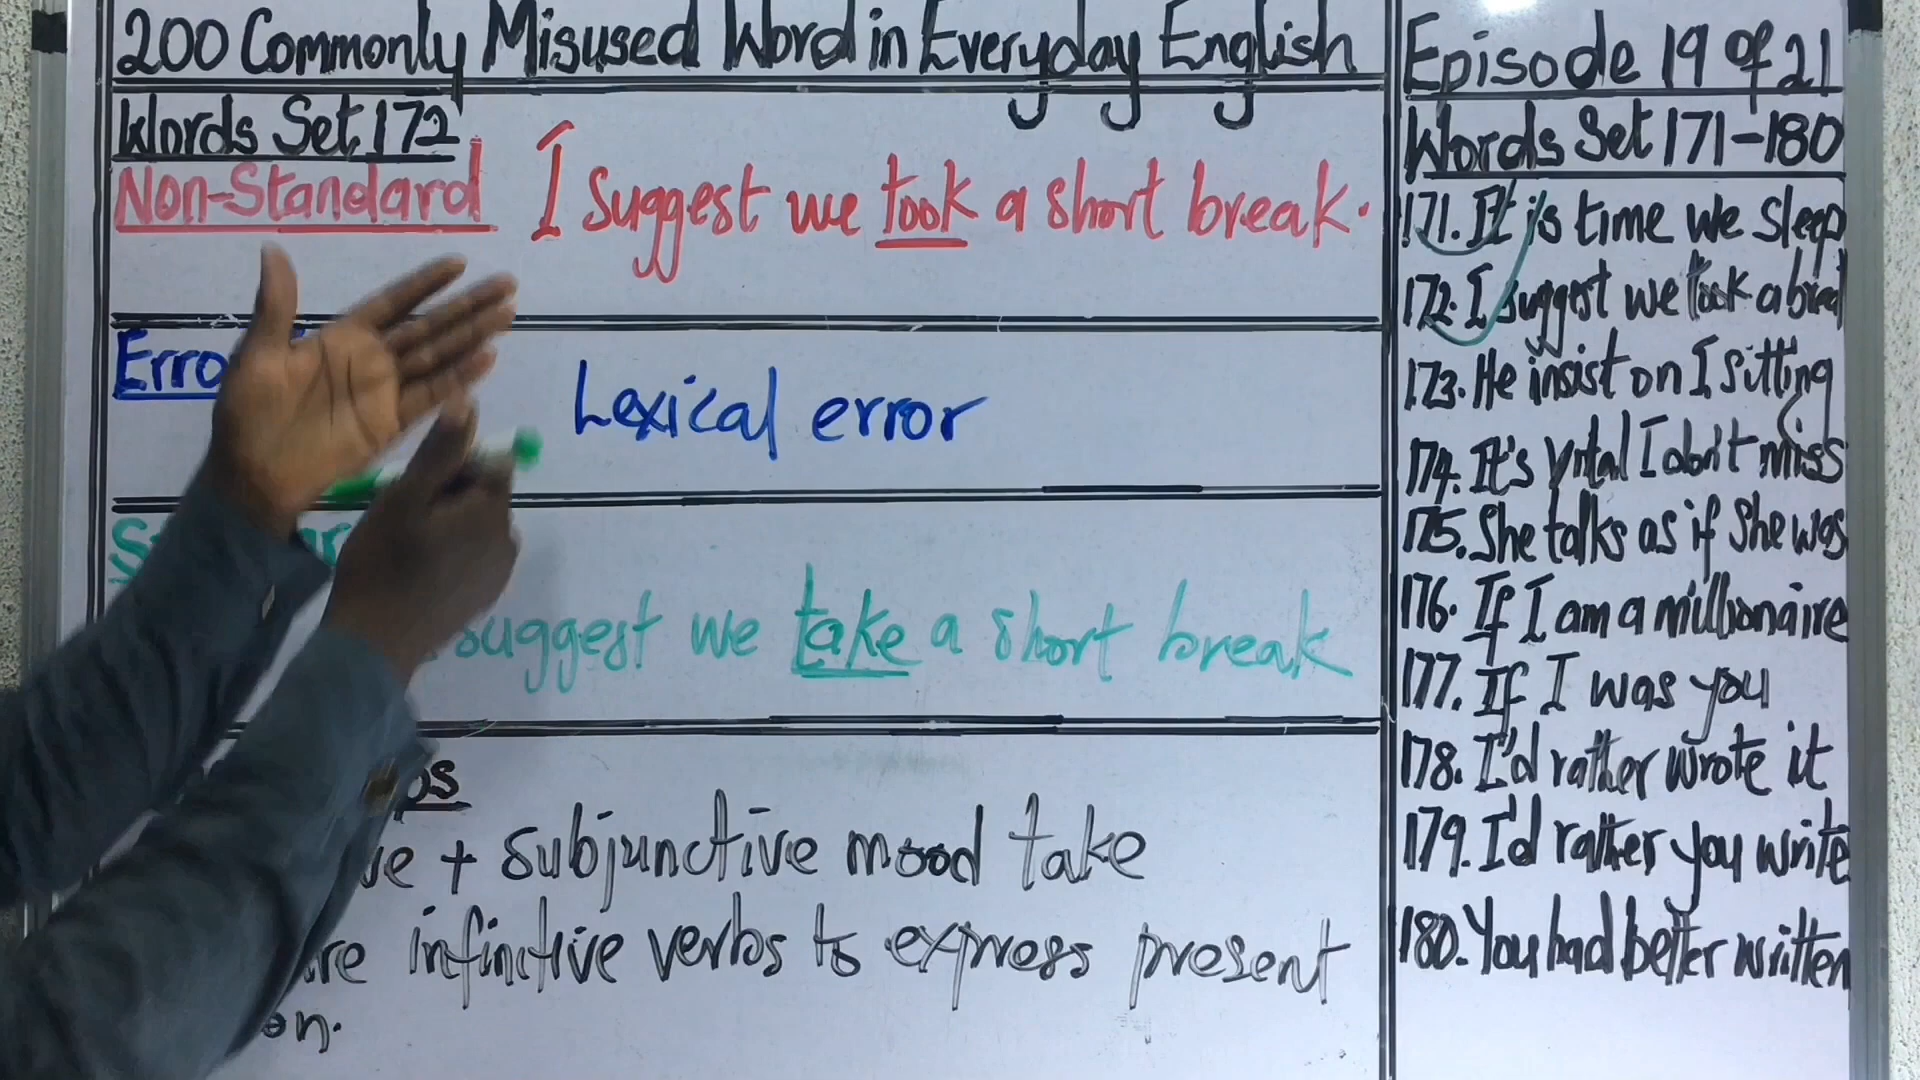 200 Commonly Misused Word in Everyday English
Words Set 172
Non-Standard
I suggest we took a short break.
Lexical error
suggest we take a short break
+ subjunctive mood take
infinitive verbs to express present
Episode 19 of 21
Words Set 171-180
171. It is time we sleep
172. I suggest we took a
173. He insist on I sitting
174. It's vital I don't miss
175. She talks as if she was
176. If I am a millionaire
177. If I was you
178. I'd rather wrote it
179. I'd rather you write
180. You had better written